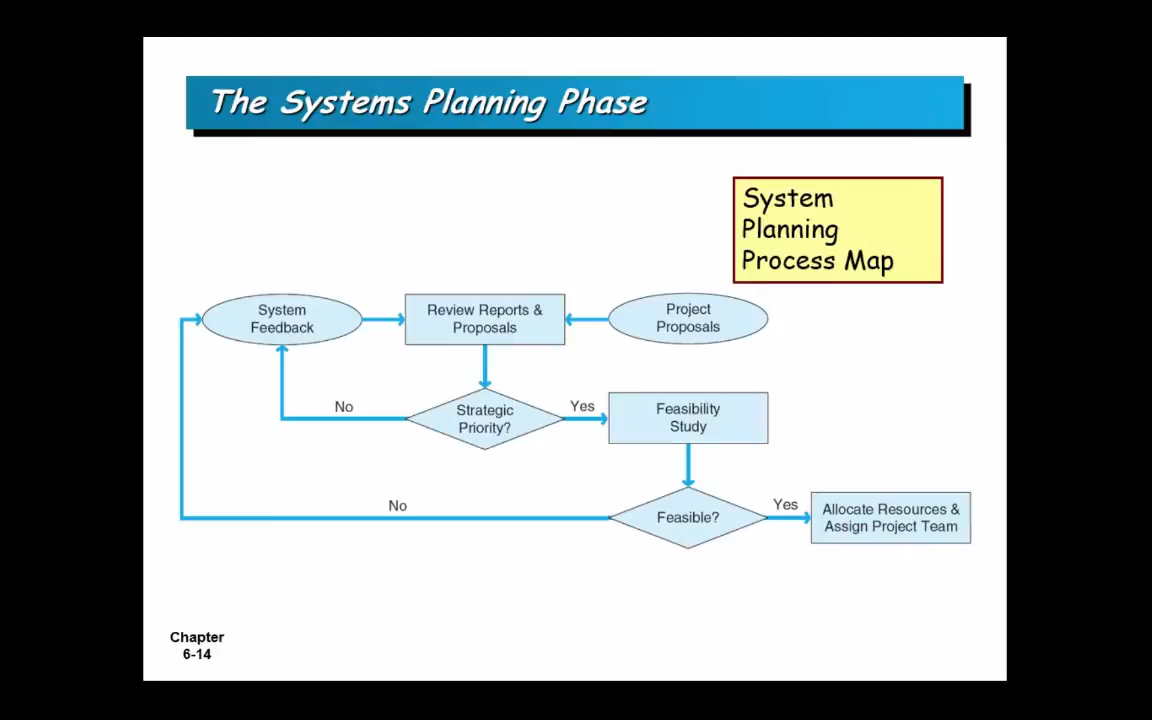 The Systems Planning Phase
System
Planning
Process Map
System
Feedback
Review Reports &
Proposals
Project
Proposals
No
Strategic
Priority?
Yes
Feasibility
Study
No
Feasible?
Yes
Allocate Resources &
Assign Project Team
Chapter
6-14